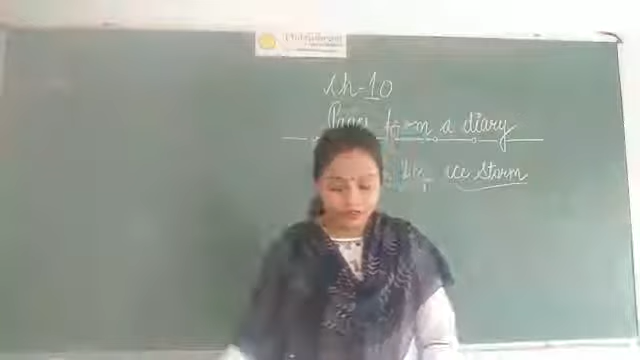 ch-10
Pages from a diary
ice storm